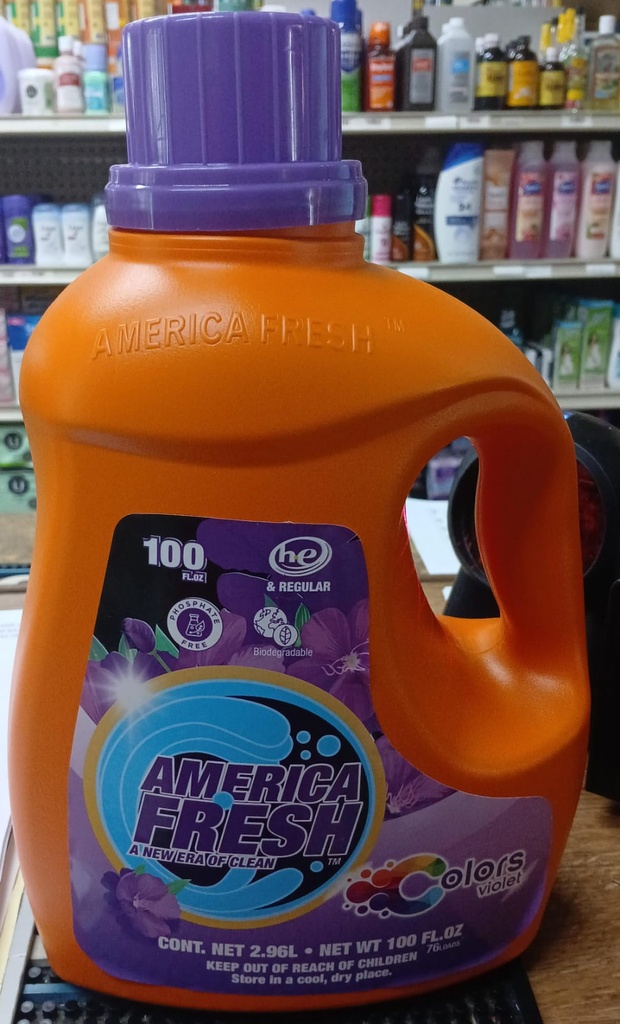 AMERICA FRESH™
100
FL.OZ
he
& REGULAR
PHOSPHATE
FREE
Biodegradable
AMERICA
FRESH
A NEW ERA OF CLEAN
TM
Colors
violet
CONT. NET 2.96L • NET WT 100 FL.OZ
76 LOADS
KEEP OUT OF REACH OF CHILDREN
Store in a cool, dry place.